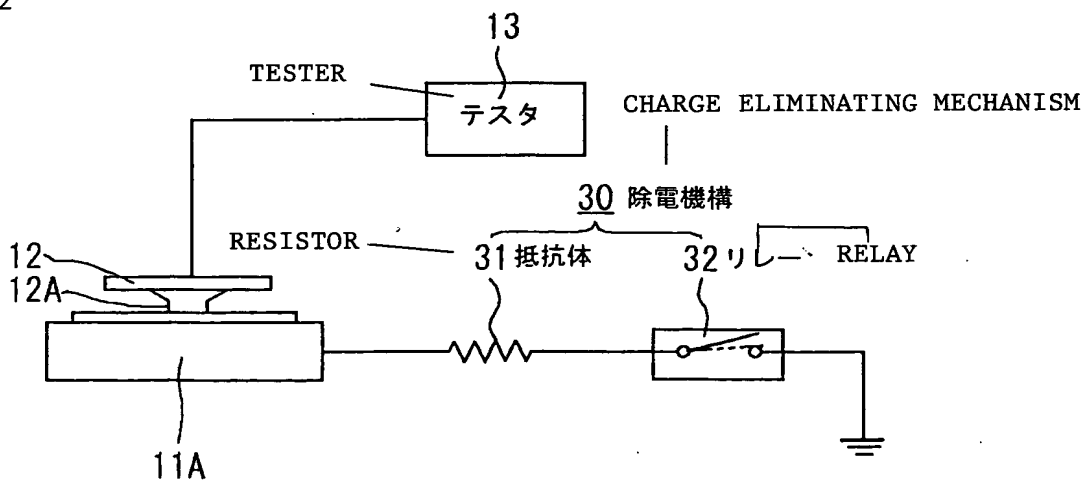 2
13
TESTER
テスタ
CHARGE ELIMINATING MECHANISM
30 除電機構
RESISTOR
31 抵抗体
32 リレー
RELAY
12
12A
11A